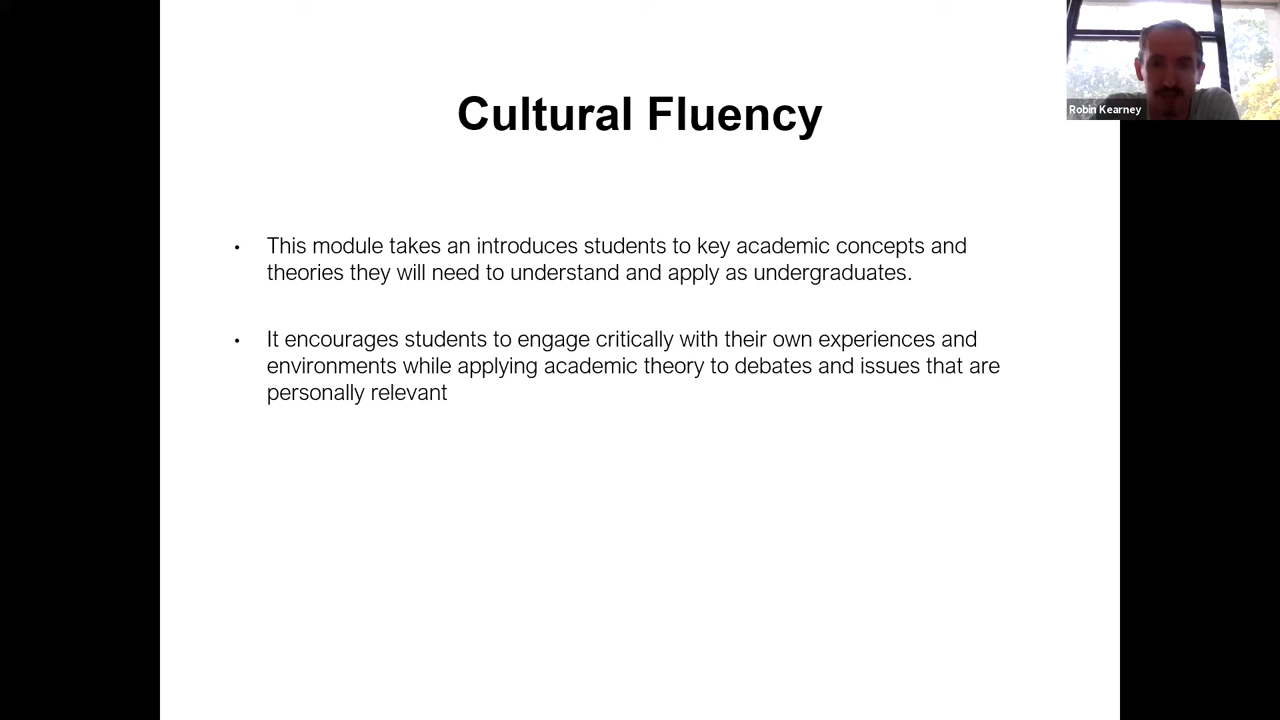 Cultural Fluency
Robin Kearney
• This module takes an introduces students to key academic concepts and
theories they will need to understand and apply as undergraduates.
• It encourages students to engage critically with their own experiences and
environments while applying academic theory to debates and issues that are
personally relevant